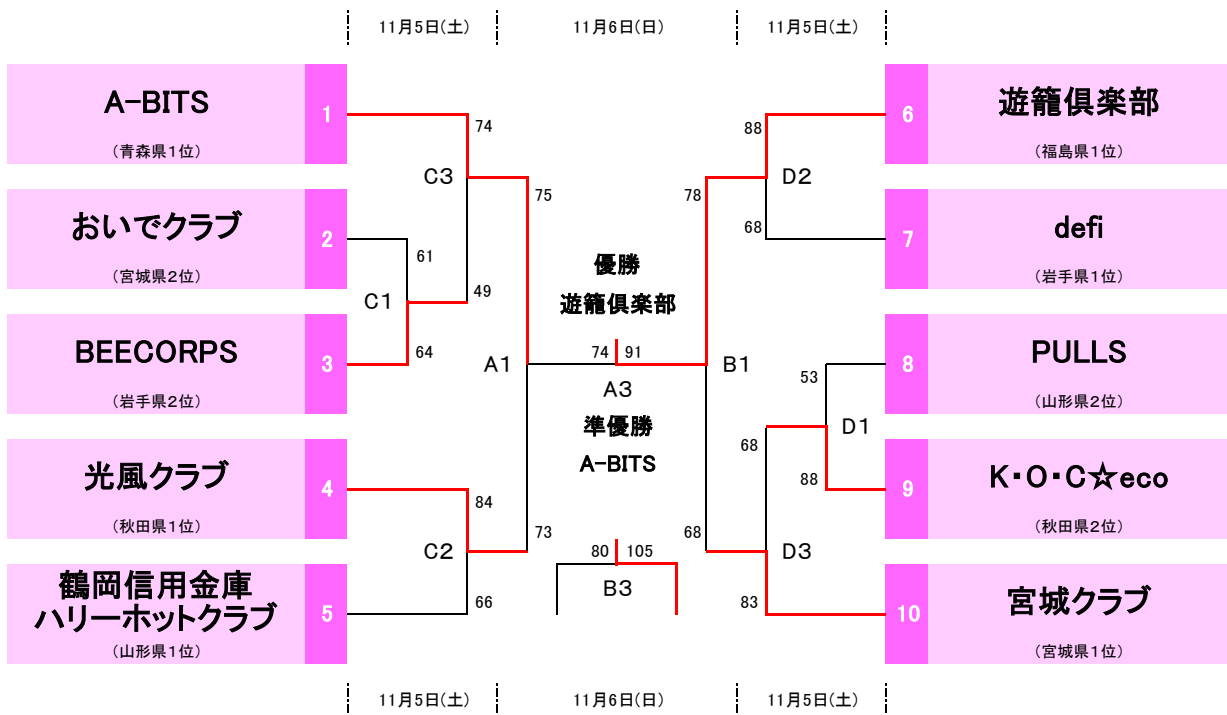 11月5日(土)
11月6日(日)
11月5日(土)
A-BITS
(青森県1位)
1
おいでクラブ
(宮城県2位)
2
BEECORPS
(岩手県2位)
3
光風クラブ
(秋田県1位)
4
鶴岡信用金庫
ハリーホットクラブ
(山形県1位)
5
74
C3
61
C1
49
64
84
C2
66
75
A1
73
優勝
遊籠倶楽部
74 91
A3
準優勝
A-BITS
80 105
B3
78
B1
68
88
D2
68
53
D1
68
88
D3
83
6
遊籠倶楽部
(福島県1位)
7
defi
(岩手県1位)
8
PULLS
(山形県2位)
9
K・O・C☆eco
(秋田県2位)
10
宮城クラブ
(宮城県1位)
11月5日(土)
11月6日(日)
11月5日(土)